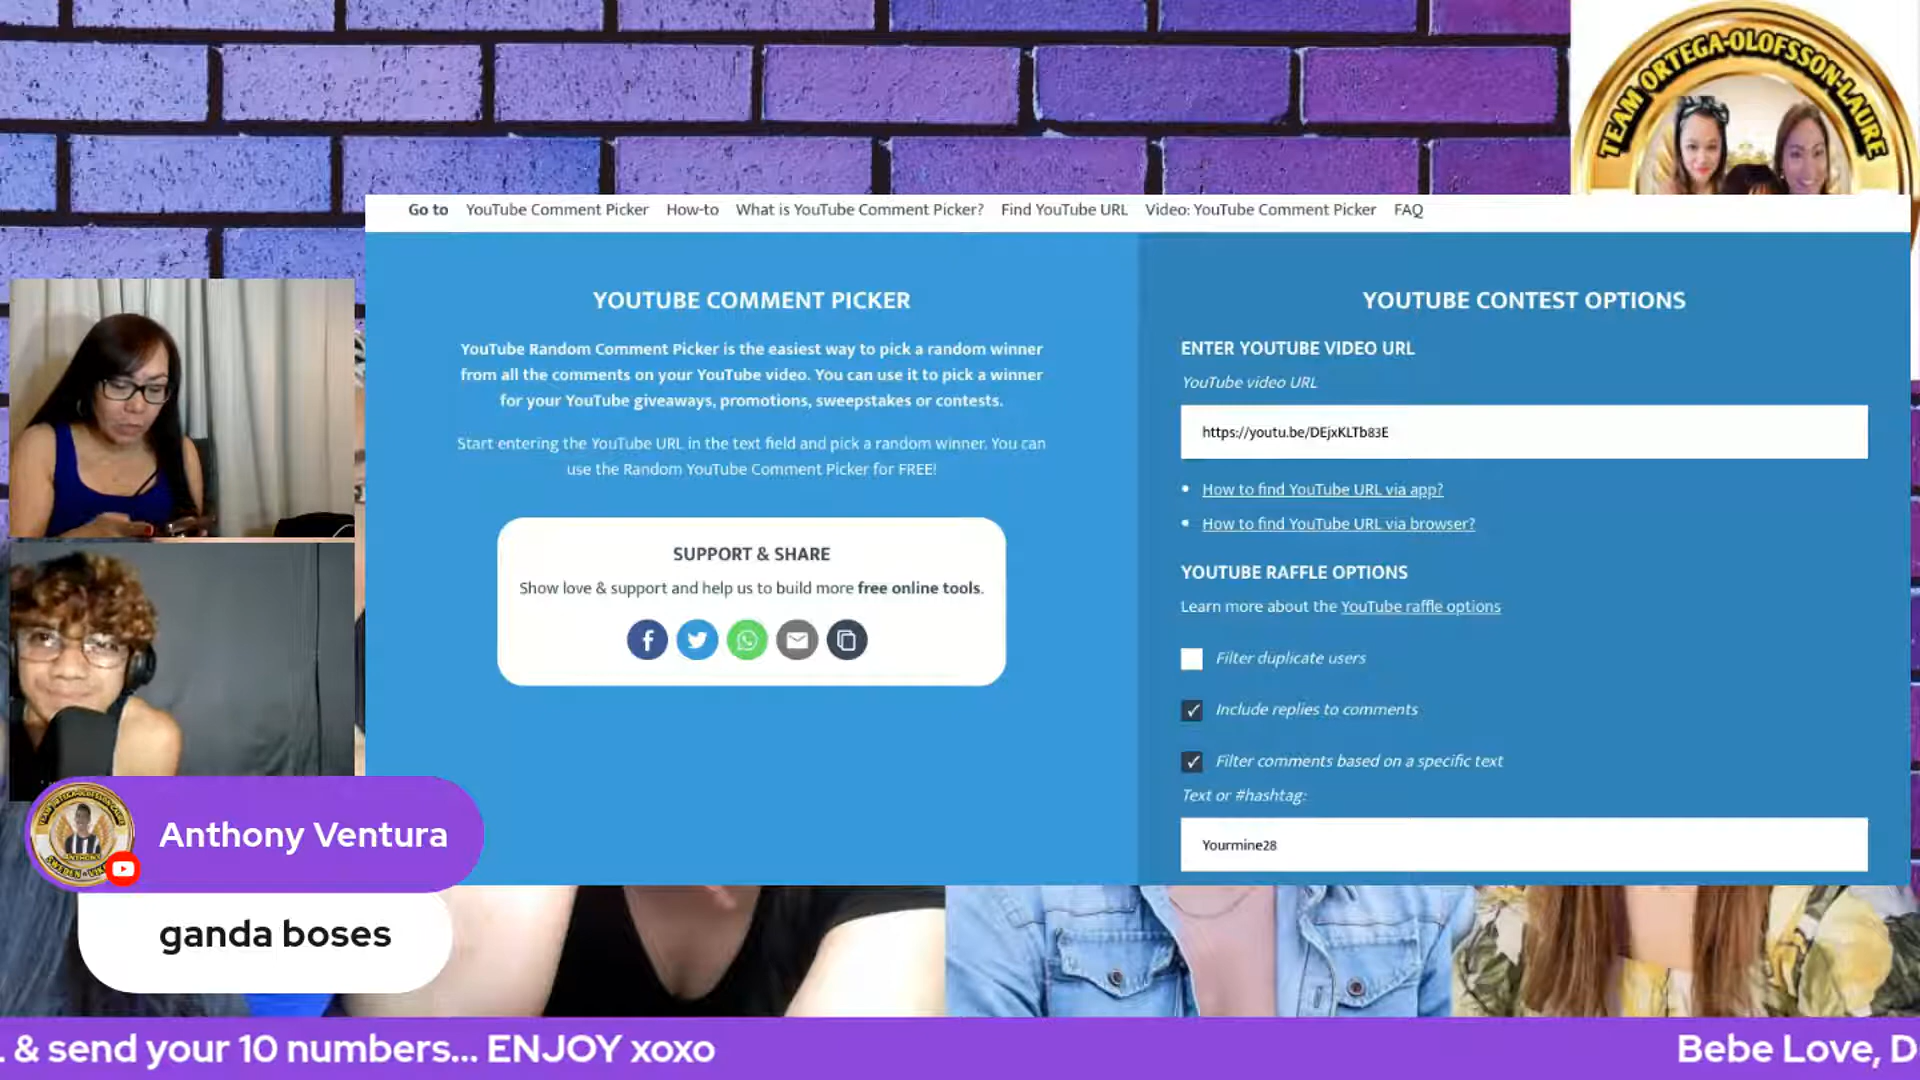 TEAM ORTEGA-OLOFSSON-LAURE
Go to YouTube Comment Picker How-to What is YouTube Comment Picker? Find YouTube URL Video: YouTube Comment Picker FAQ
YOUTUBE COMMENT PICKER
YouTube Random Comment Picker is the easiest way to pick a random winner
from all the comments on your YouTube video. You can use it to pick a winner
for your YouTube giveaways, promotions, sweepstakes or contests.
Start entering the YouTube URL in the text field and pick a random winner. You can
use the Random YouTube Comment Picker for FREE!
SUPPORT & SHARE
Show love & support and help us to build more free online tools.
YOUTUBE CONTEST OPTIONS
ENTER YOUTUBE VIDEO URL
YouTube video URL
https://youtu.be/DEjxKLTb83E
How to find YouTube URL via app?
How to find YouTube URL via browser?
YOUTUBE RAFFLE OPTIONS
Learn more about the YouTube raffle options
Filter duplicate users
Include replies to comments
Filter comments based on a specific text
Text or #hashtag:
Yourmine28
Anthony Ventura
ganda boses
& send your 10 numbers... ENJOY xoxo
Bebe Love, D